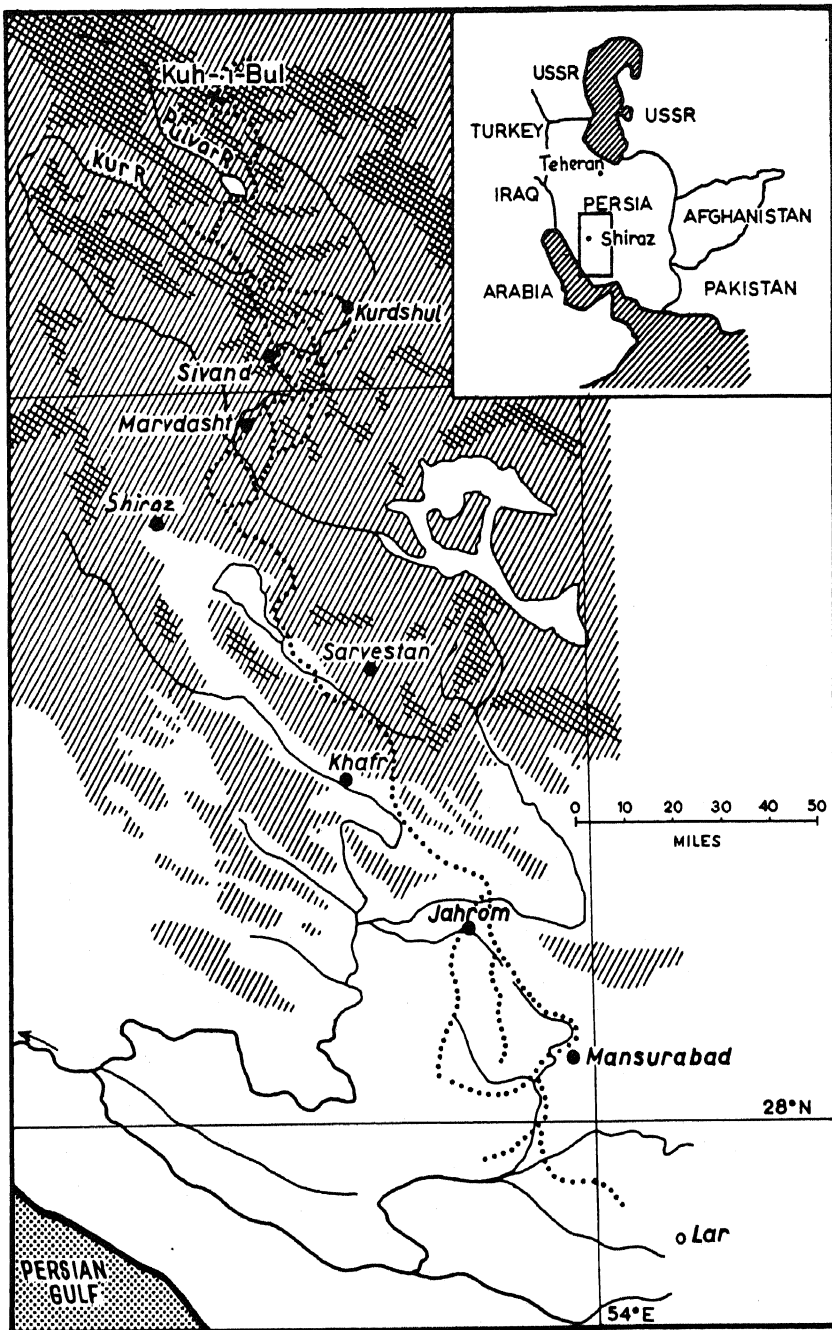 Kuh-i-Bul
Pulvar R
Kur R
Kurdshul
Sivand
Marvdasht
Shiraz
Sarvestan
Khafr
Jahrom
Mansurabad
Lar
PERSIAN
GULF
28°N
54°E
0 10 20 30 40 50
MILES
USSR
USSR
TURKEY
Teheran
IRAQ
PERSIA
AFGHANISTAN
Shiraz
ARABIA
PAKISTAN